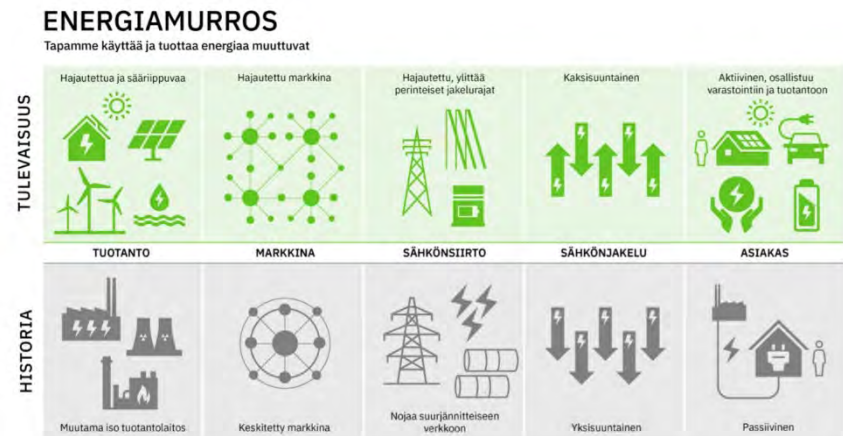 ENERGIAMURROS
Tapamme käyttää ja tuottaa energiaa muuttuvat
TULEVAISUUS
Hajautettua ja sääriippuvaa
Hajautettu markkina
Hajautettu, ylittää
perinteiset jakelurajat
Kaksisuuntainen
Aktiivinen, osallistuu
varastointiin ja tuotantoon
TUOTANTO
MARKKINA
SÄHKÖNSIIRTO
SÄHKÖNJAKELU
ASIAKAS
HISTORIA
Muutama iso tuotantolaitos
Keskitetty markkina
Nojaa suurjännitteiseen
verkkoon
Yksisuuntainen
Passiivinen